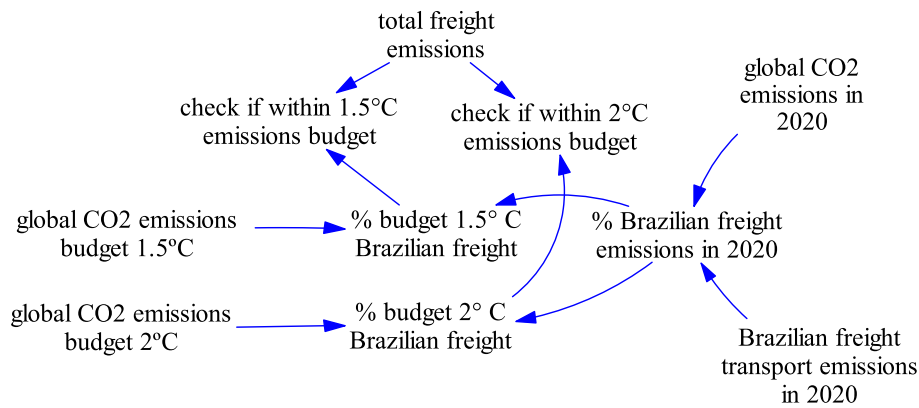 total freight
emissions
check if within 1.5°C
emissions budget
check if within 2°C
emissions budget
global CO2
emissions in
2020
global CO2 emissions
budget 1.5ºC
% budget 1.5° C
Brazilian freight
% Brazilian freight
emissions in 2020
global CO2 emissions
budget 2ºC
% budget 2° C
Brazilian freight
Brazilian freight
transport emissions
in 2020